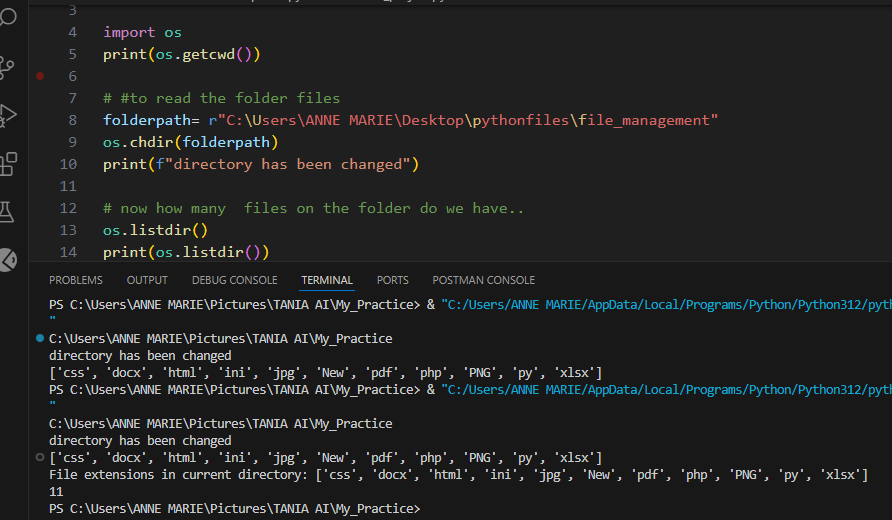 3
4 import os
5 print(os.getcwd())
6
7 # #to read the folder files
8 folderpath= r"C:\Users\ANNE MARIE\Desktop\pythonfiles\file_management"
9 os.chdir(folderpath)
10 print(f"directory has been changed")
11
12 # now how many  files on the folder do we have..
13 os.listdir()
14 print(os.listdir())
PROBLEMS OUTPUT DEBUG CONSOLE TERMINAL PORTS POSTMAN CONSOLE
PS C:\Users\ANNE MARIE\Pictures\TANIA AI\My_Practice> & "C:/Users/ANNE MARIE/AppData/Local/Programs/Python/Python312/pyth
"
C:\Users\ANNE MARIE\Pictures\TANIA AI\My_Practice
directory has been changed
['css', 'docx', 'html', 'ini', 'jpg', 'New', 'pdf', 'php', 'PNG', 'py', 'xlsx']
PS C:\Users\ANNE MARIE\Pictures\TANIA AI\My_Practice> & "C:/Users/ANNE MARIE/AppData/Local/Programs/Python/Python312/pyth
"
C:\Users\ANNE MARIE\Pictures\TANIA AI\My_Practice
directory has been changed
['css', 'docx', 'html', 'ini', 'jpg', 'New', 'pdf', 'php', 'PNG', 'py', 'xlsx']
File extensions in current directory: ['css', 'docx', 'html', 'ini', 'jpg', 'New', 'pdf', 'php', 'PNG', 'py', 'xlsx']
11
PS C:\Users\ANNE MARIE\Pictures\TANIA AI\My_Practice>